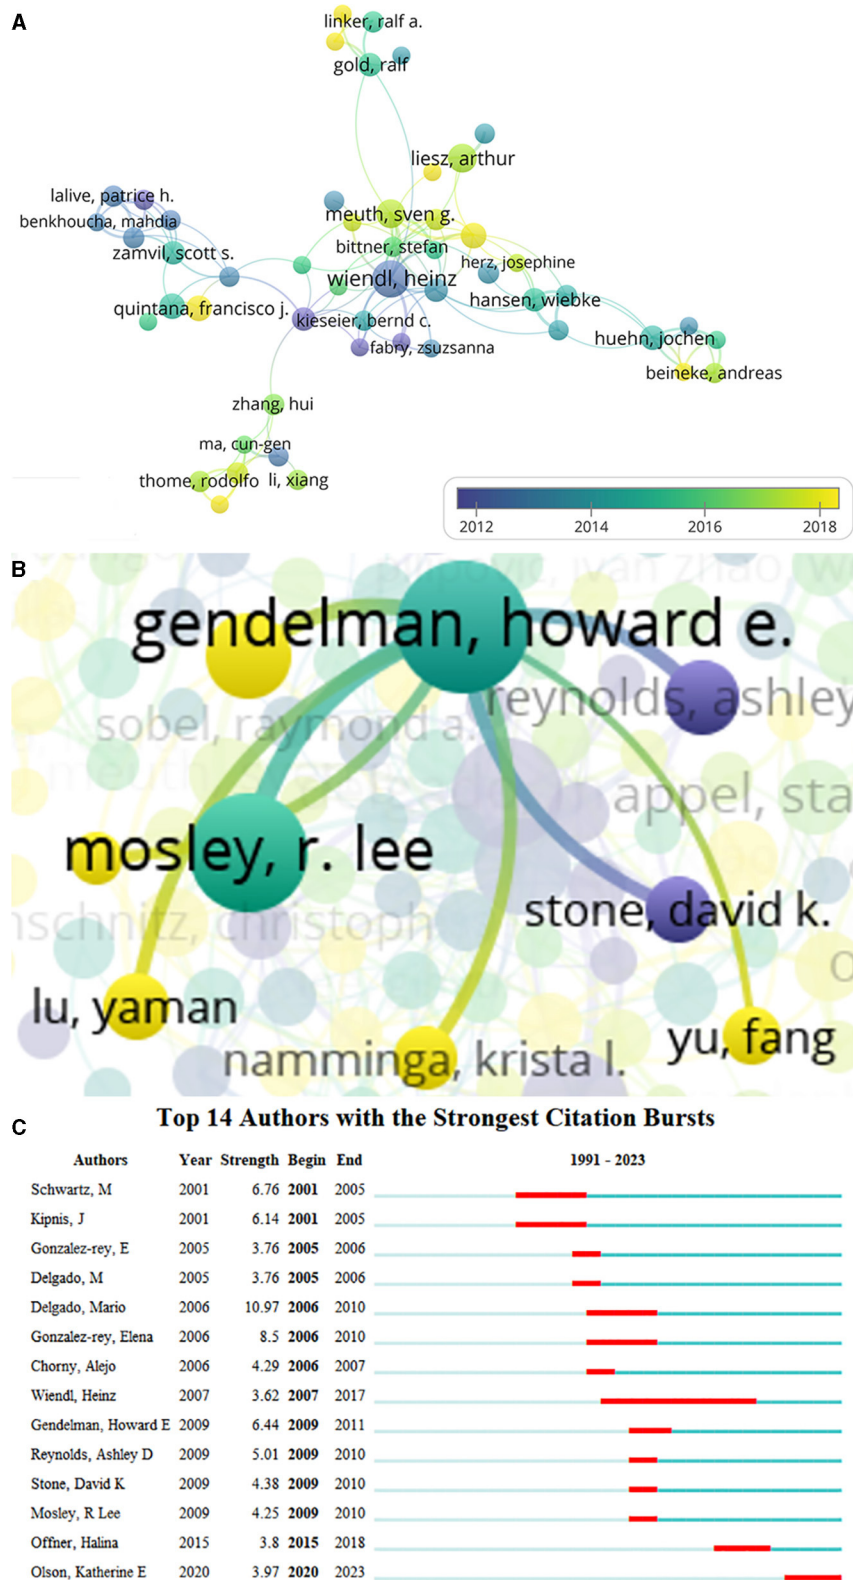 A
linker, ralf a.
gold, ralf
liesz, arthur
lalive, patrice h.
benkhoucha, mahdia
meuth, sven g.
zamvil, scott s.
bittner, stefan
herz, josephine
wiendl, heinz
hansen, wiebke
quintana, francisco j.
kieseier, bernd c.
huehn, jochen
fabry, zsuzsanna
beineke, andreas
zhang, hui
ma, cun-gen
thome, rodolfo
li, xiang
2012 2014 2016 2018
B
gendelman, howard e.
reynolds, ashley
sobel, raymond a.
appel, sta
mosley, r. lee
stone, david k.
christoph
lu, yaman
namminga, krista l.
yu, fang
C
Top 14 Authors with the Strongest Citation Bursts
Authors Year Strength Begin End 1991 - 2023
Schwartz, M 2001 6.76 2001 2005
Kipnis, J 2001 6.14 2001 2005
Gonzalez-rey, E 2005 3.76 2005 2006
Delgado, M 2005 3.76 2005 2006
Delgado, Mario 2006 10.97 2006 2010
Gonzalez-rey, Elena 2006 8.5 2006 2010
Chorny, Alejo 2006 4.29 2006 2007
Wiendl, Heinz 2007 3.62 2007 2017
Gendelman, Howard E 2009 6.44 2009 2011
Reynolds, Ashley D 2009 5.01 2009 2010
Stone, David K 2009 4.38 2009 2010
Mosley, R Lee 2009 4.25 2009 2010
Offner, Halina 2015 3.8 2015 2018
Olson, Katherine E 2020 3.97 2020 2023